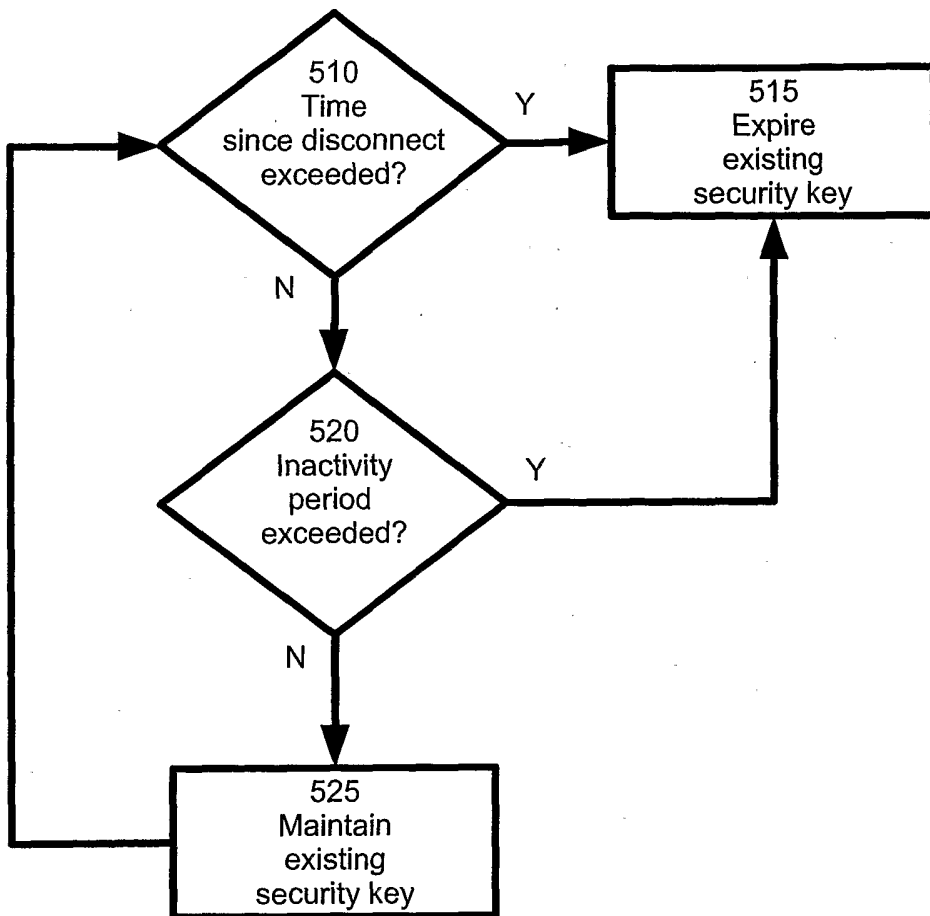 510
Time
since disconnect
exceeded?
Y
515
Expire
existing
security key
N
520
Inactivity
period
exceeded?
Y
N
525
Maintain
existing
security key